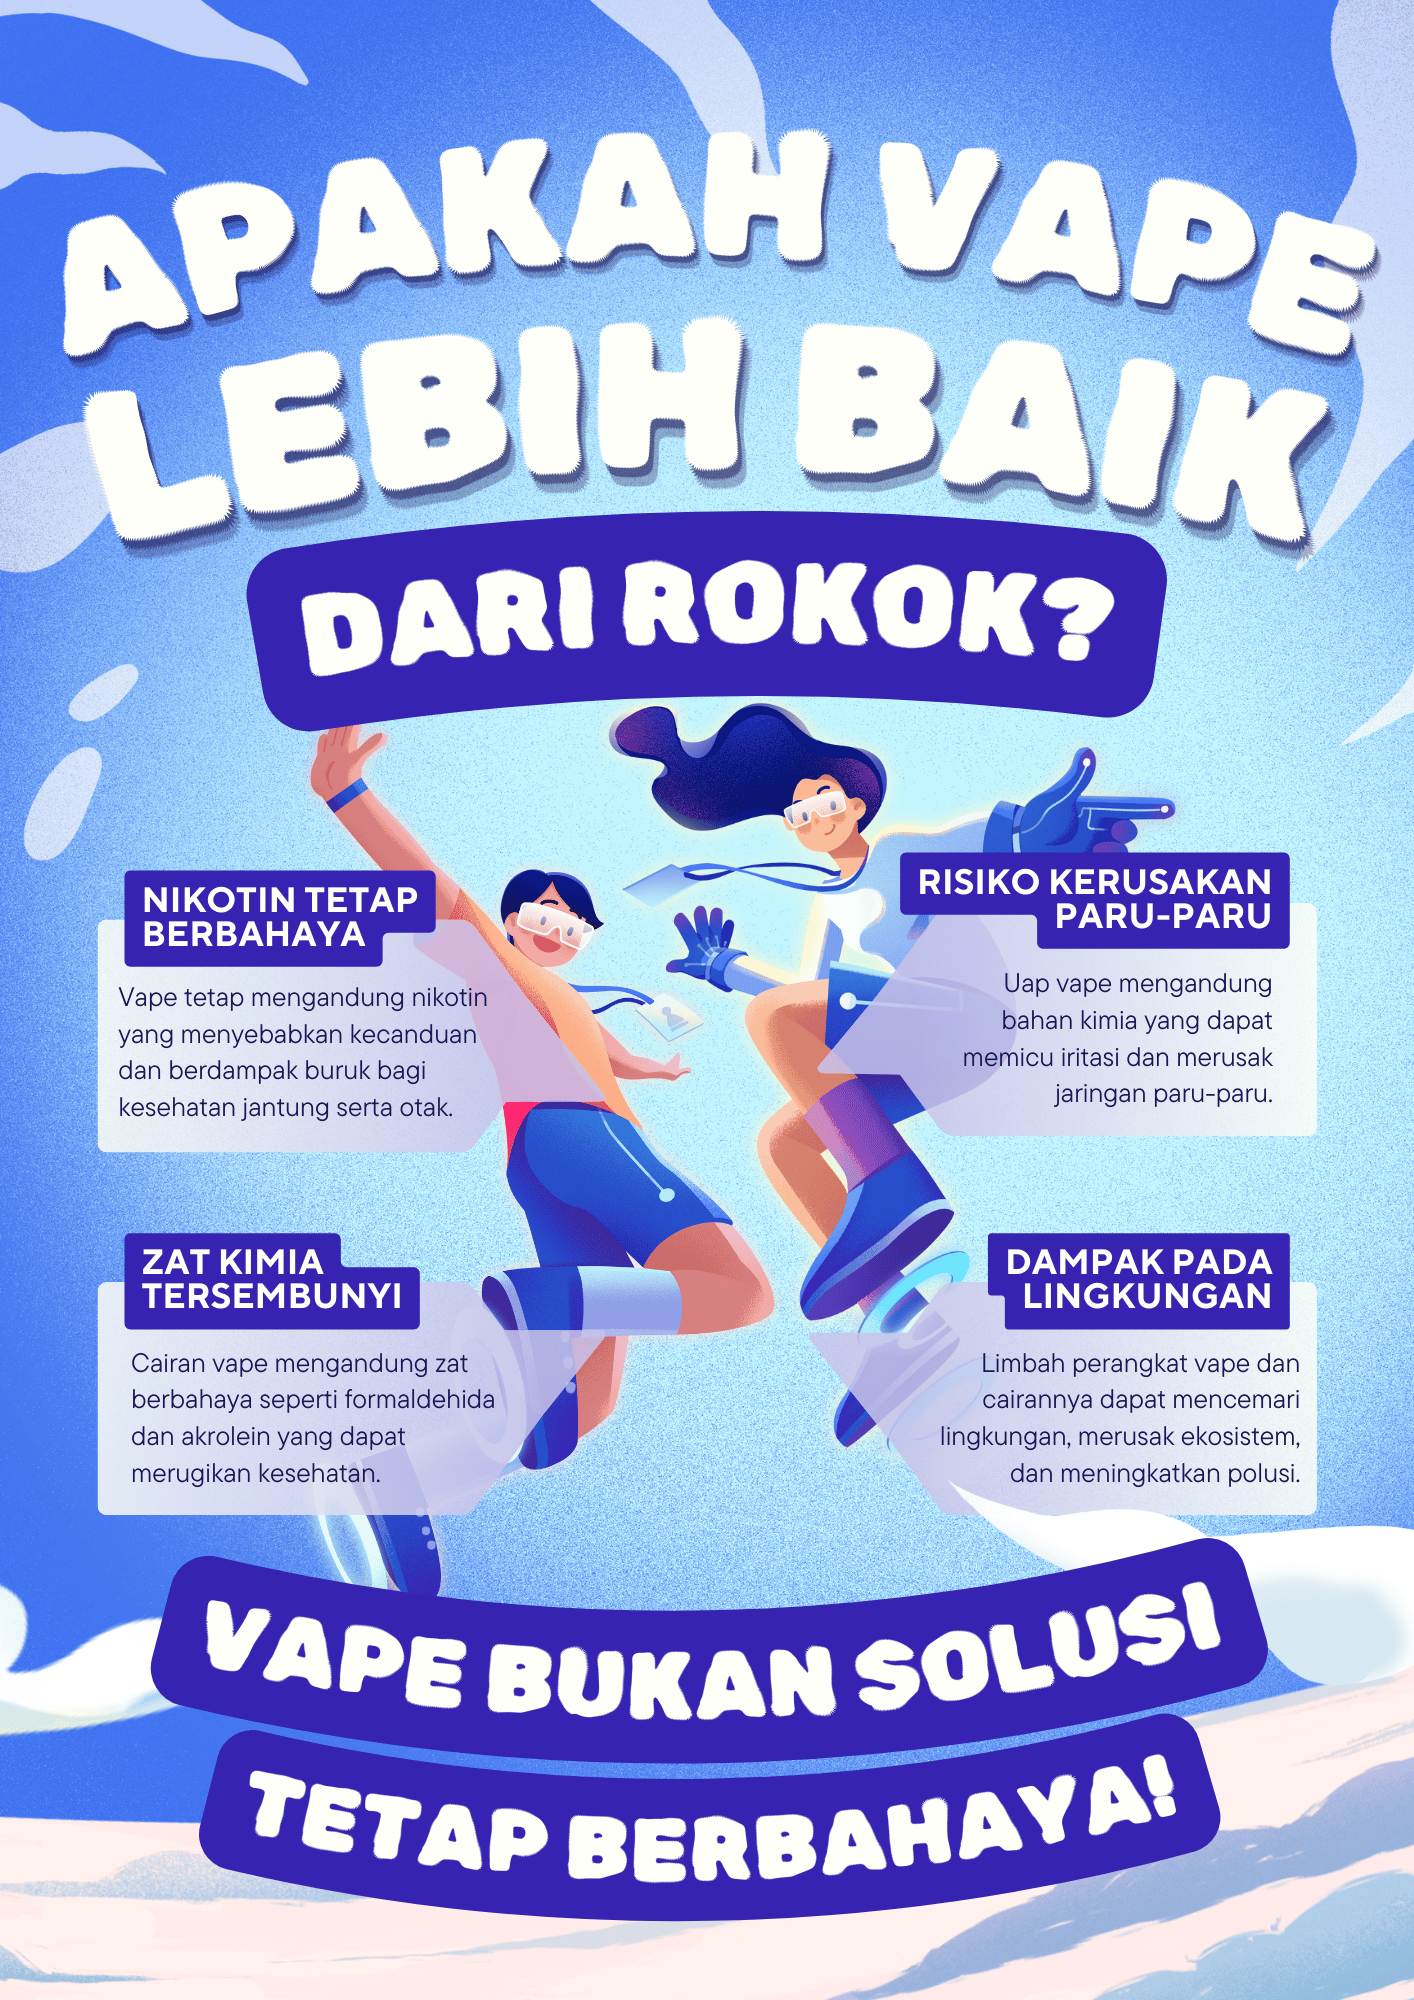 APAKAH VAPE
LEBIH BAIK
DARI ROKOK?
NIKOTIN TETAP
BERBAHAYA
Vape tetap mengandung nikotin
yang menyebabkan kecanduan
dan berdampak buruk bagi
kesehatan jantung serta otak.
RISIKO KERUSAKAN
PARU-PARU
Uap vape mengandung
bahan kimia yang dapat
memicu iritasi dan merusak
jaringan paru-paru.
ZAT KIMIA
TERSEMBUNYI
Cairan vape mengandung zat
berbahaya seperti formaldehida
dan akrolein yang dapat
merugikan kesehatan.
DAMPAK PADA
LINGKUNGAN
Limbah perangkat vape dan
cairannya dapat mencemari
lingkungan, merusak ekosistem,
dan meningkatkan polusi.
VAPE BUKAN SOLUSI
TETAP BERBAHAYA!